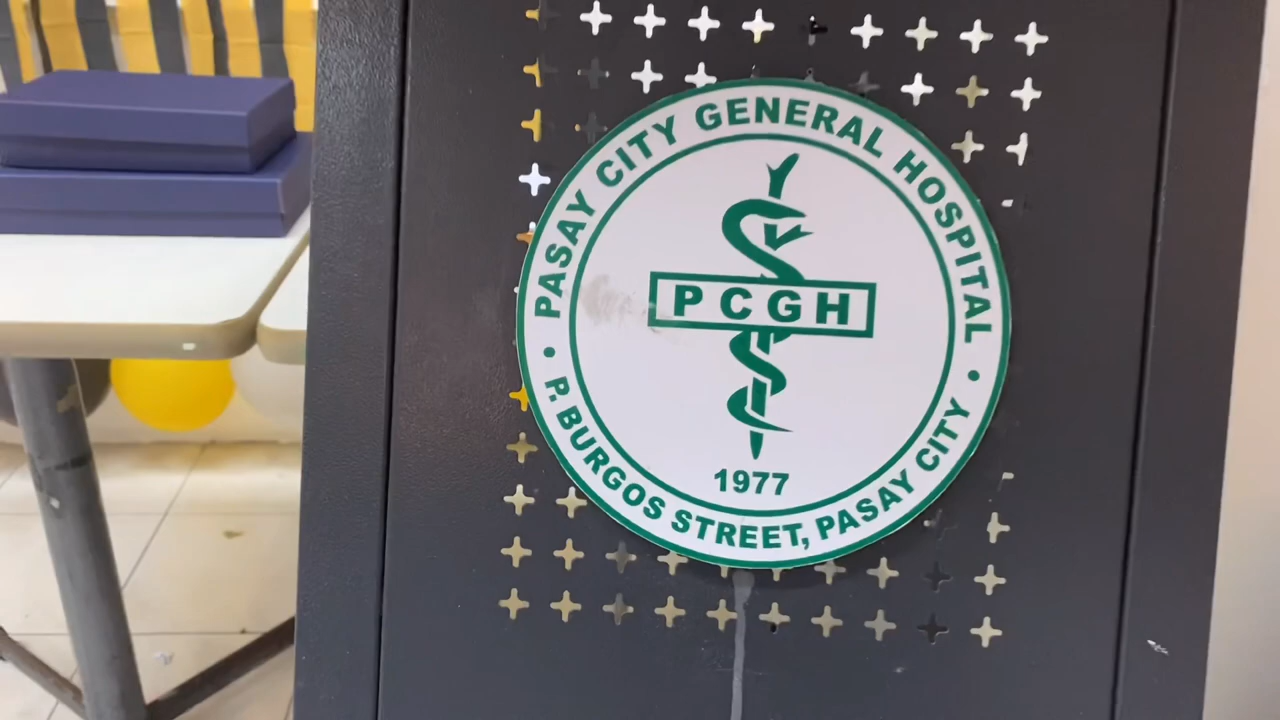 PASAY CITY GENERAL HOSPITAL
PCGH
1977
• P. BURGOS STREET, PASAY CITY •